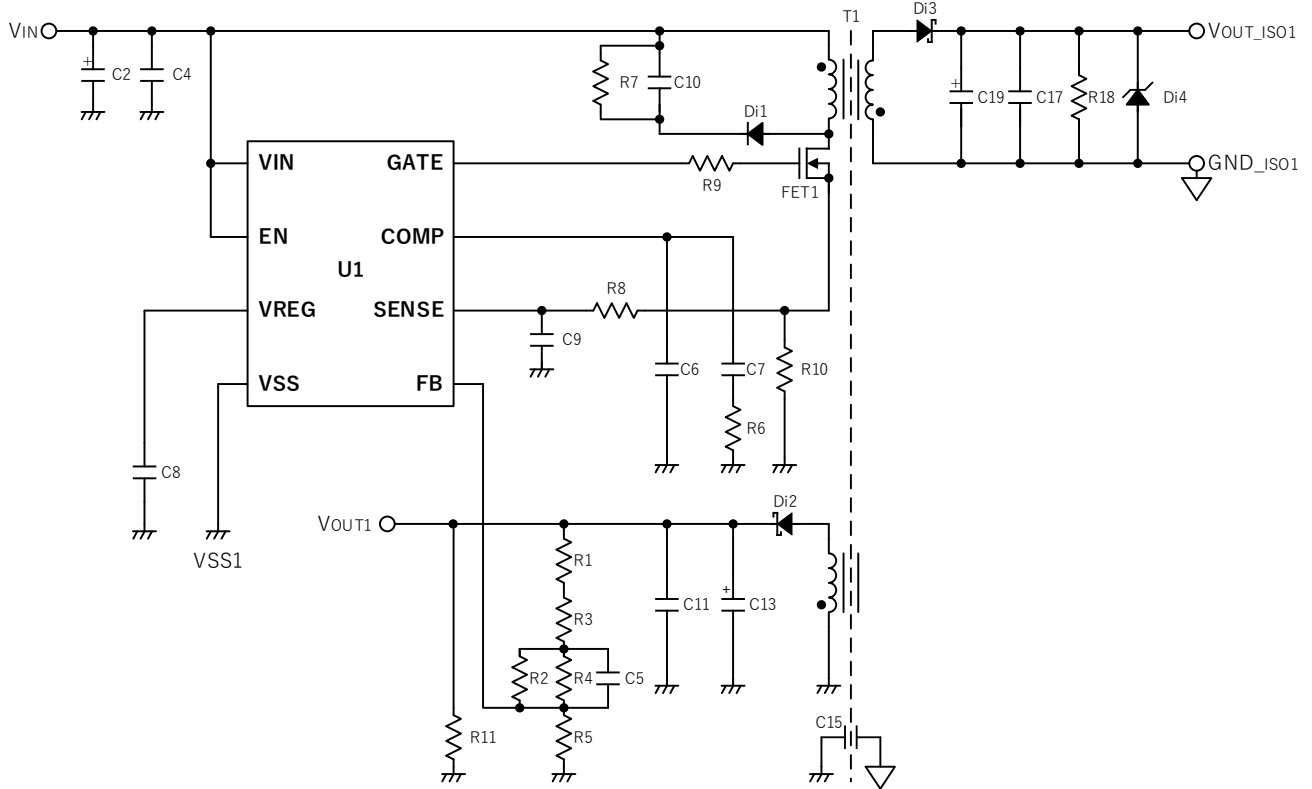 VIN
C2
C4
R7
C10
Di1
T1
Di3
VOUT_ISO1
C19
C17
R18
Di4
GND_ISO1
VIN
GATE
R9
FET1
EN
COMP
U1
R8
VREG
SENSE
C9
C6
C7
R10
VSS
FB
R6
C8
VSS1
VOUT1
Di2
R1
C11
C13
R3
R2
R4
C5
R11
R5
C15